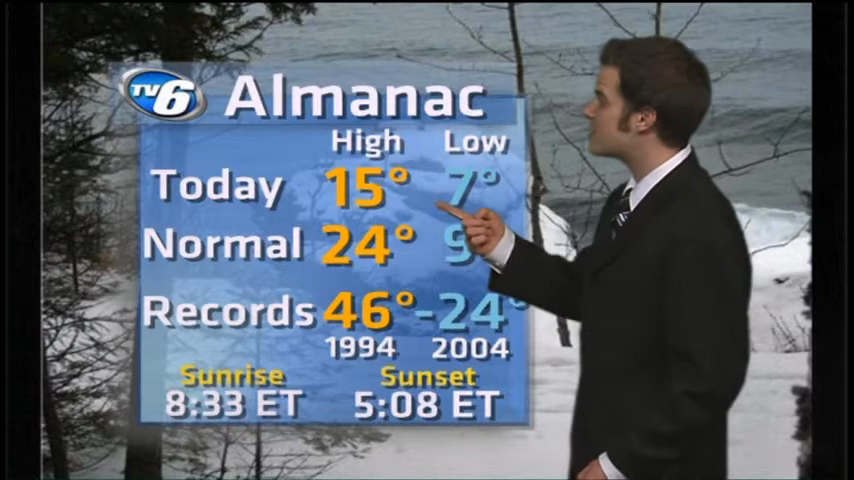 TV6 Almanac
High Low
Today 15° 7°
Normal 24° 9
Records 46° -24°
1994 2004
Sunrise Sunset
8:33 ET 5:08 ET